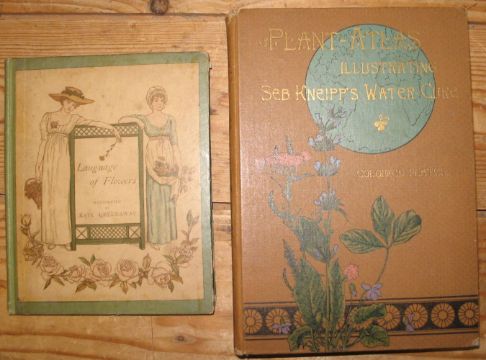 Language
of Flowers
ILLUSTRATED
BY
KATE GREENAWAY
PLANT-ATLAS
ILLUSTRATING
SEB KNEIPP'S WATER CURE
COLOURED PLATES